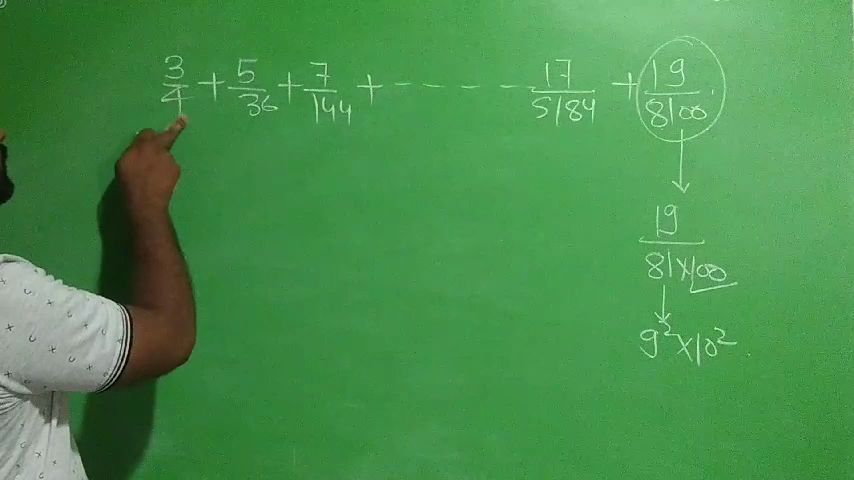 3/4 + 5/36 + 7/144 + - - - - - 17/5184 + 19/8100
19/81×100
9²×10²